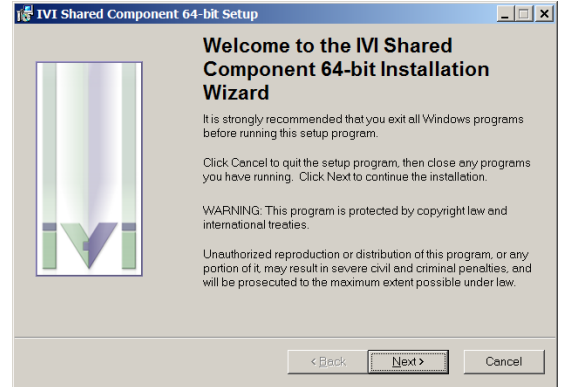 IVI Shared Component 64-bit Setup
Welcome to the IVI Shared
Component 64-bit Installation
Wizard
It is strongly recommended that you exit all Windows programs
before running this setup program.
Click Cancel to quit the setup program, then close any programs
you have running. Click Next to continue the installation.
WARNING: This program is protected by copyright law and
international treaties.
Unauthorized reproduction or distribution of this program, or any
portion of it, may result in severe civil and criminal penalties, and
will be prosecuted to the maximum extent possible under law.
ivi
< Back Next > Cancel